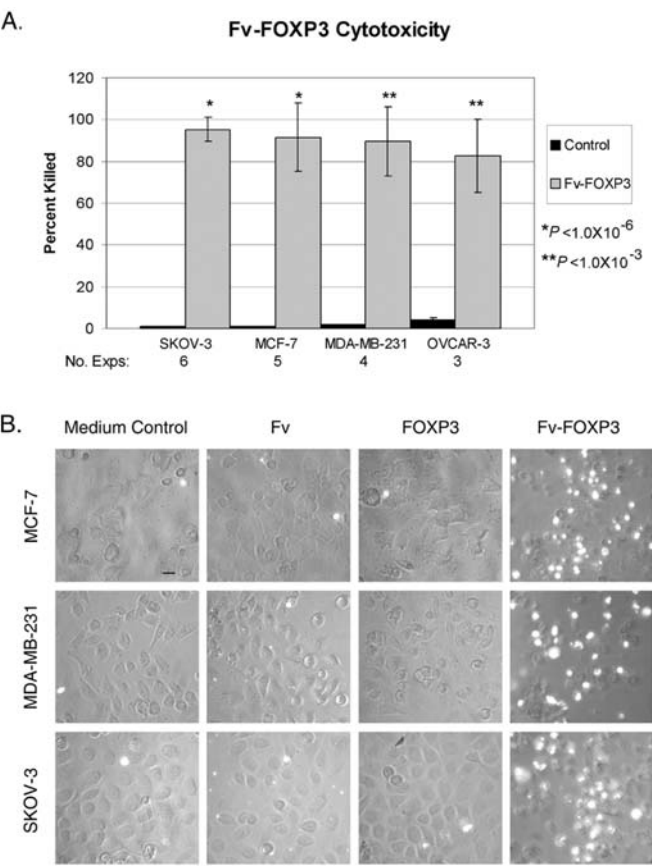 A.
Fv-FOXP3 Cytotoxicity
120
100
80
60
40
20
0
Percent Killed
*
*
**
**
Control
Fv-FOXP3
*P<1.0X10^-6
**P<1.0X10^-3
SKOV-3 MCF-7 MDA-MB-231 OVCAR-3
No. Exps: 6 5 4 3
B.
Medium Control Fv FOXP3 Fv-FOXP3
MCF-7
MDA-MB-231
SKOV-3